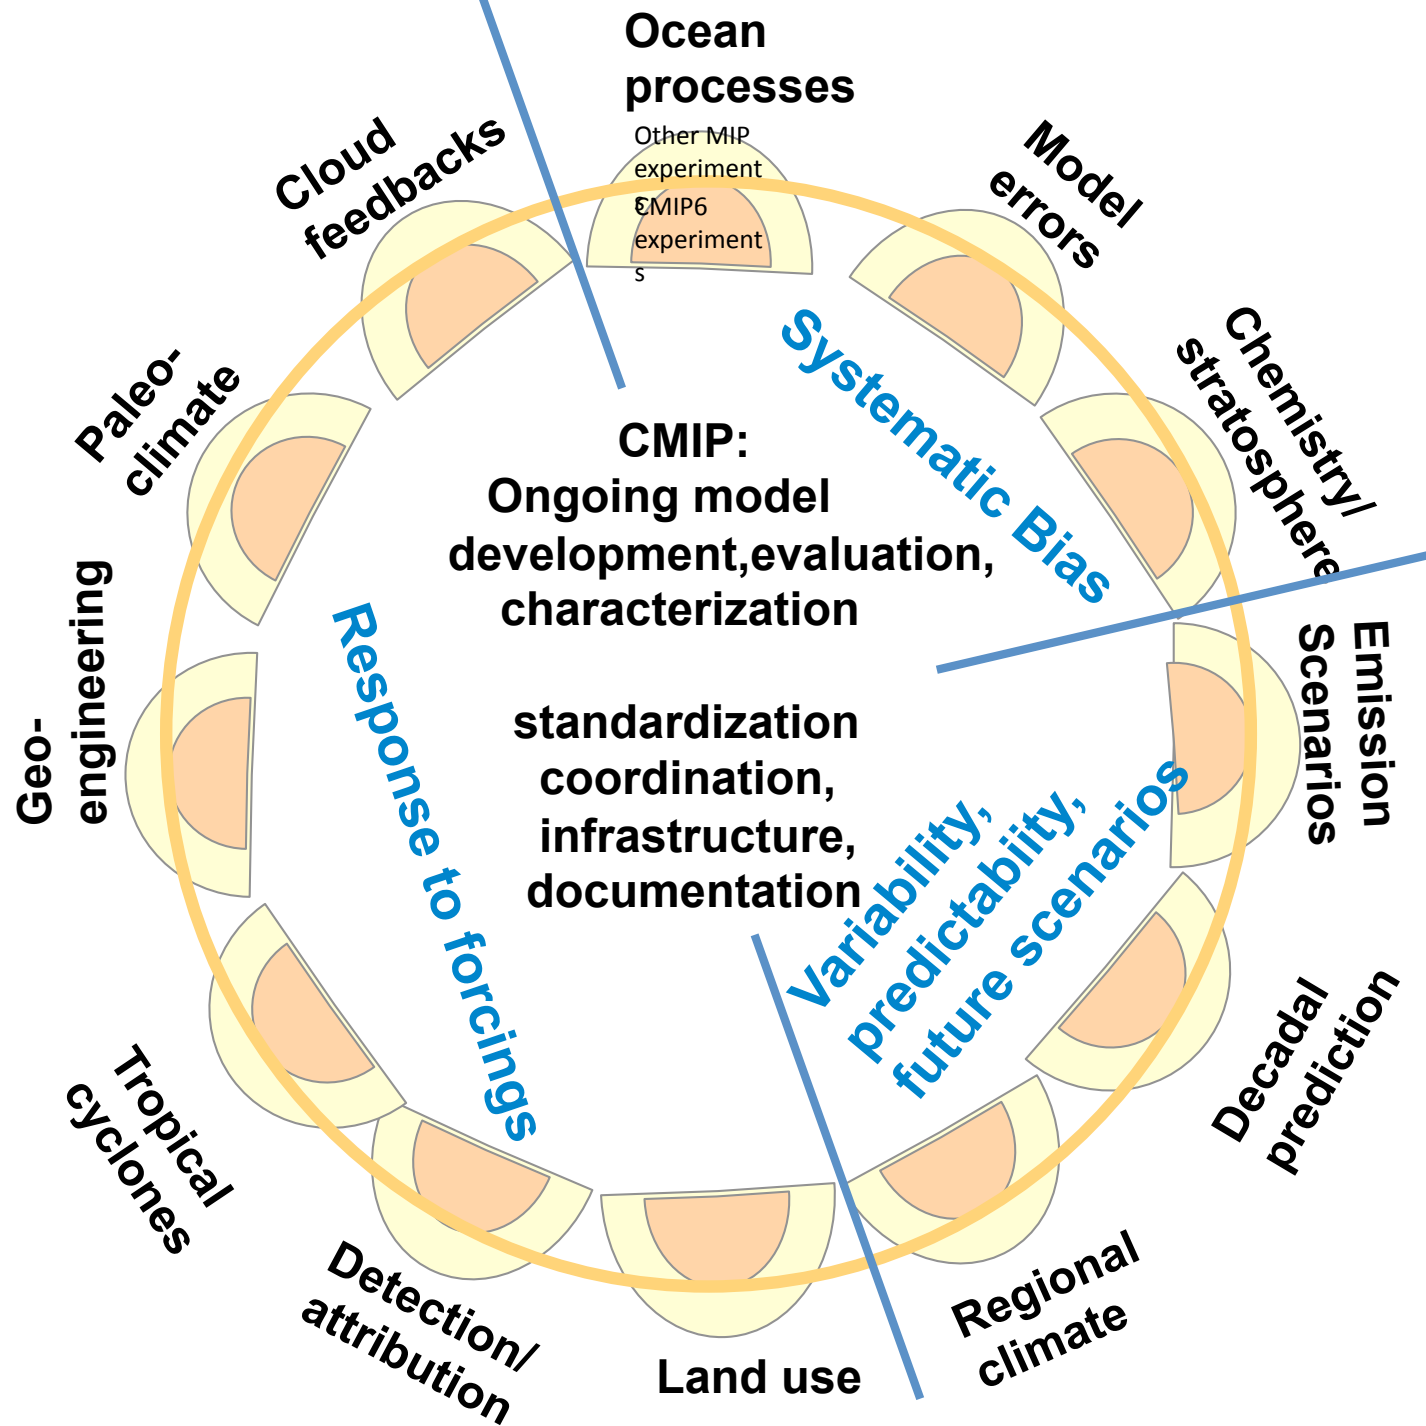 Ocean
processes
Other MIP
experiment
s
CMIP6
experiment
s
Model
errors
Chemistry/
stratosphere
Emission
Scenarios
Decadal
prediction
Regional
climate
Land use
Detection/
attribution
Tropical
cyclones
Geo-
engineering
Paleo-
climate
Cloud
feedbacks
Systematic Bias
Variability,
predictabiity,
future scenarios
Response to forcings
CMIP:
Ongoing model
development,evaluation,
characterization
standardization
coordination,
infrastructure,
documentation